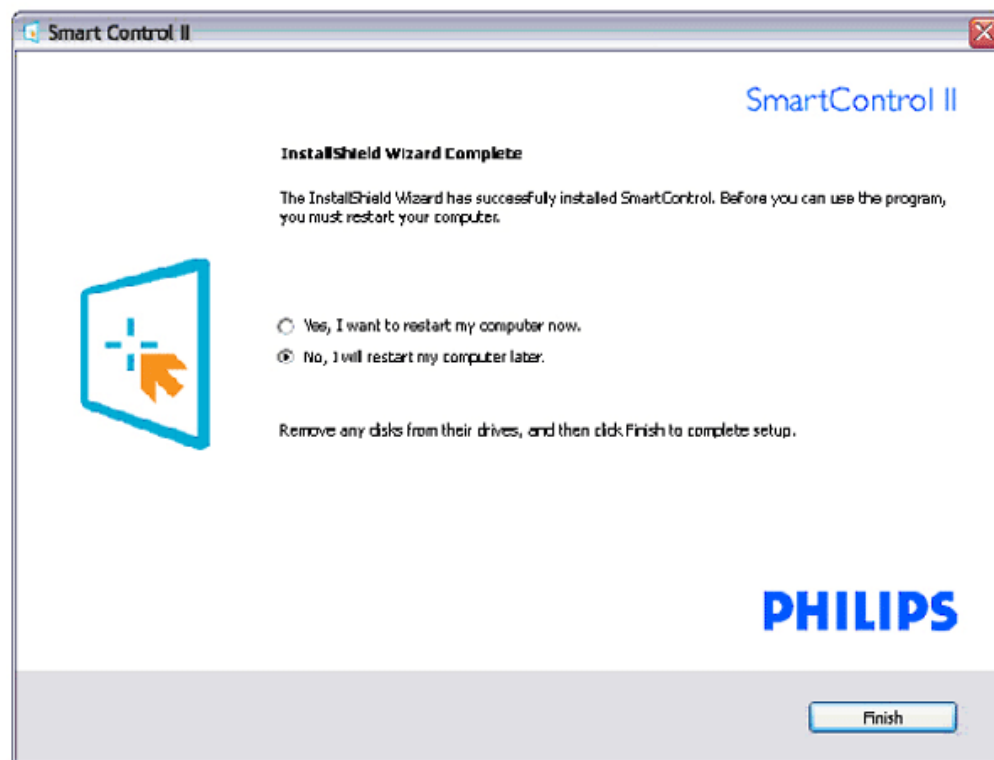 Smart Control II
SmartControl II
InstallShield Wizard Complete
The InstallShield Wizard has successfully installed SmartControl. Before you can use the program,
you must restart your computer.
Yes, I want to restart my computer now.
No, I will restart my computer later.
Remove any disks from their drives, and then click Finish to complete setup.
PHILIPS
Finish